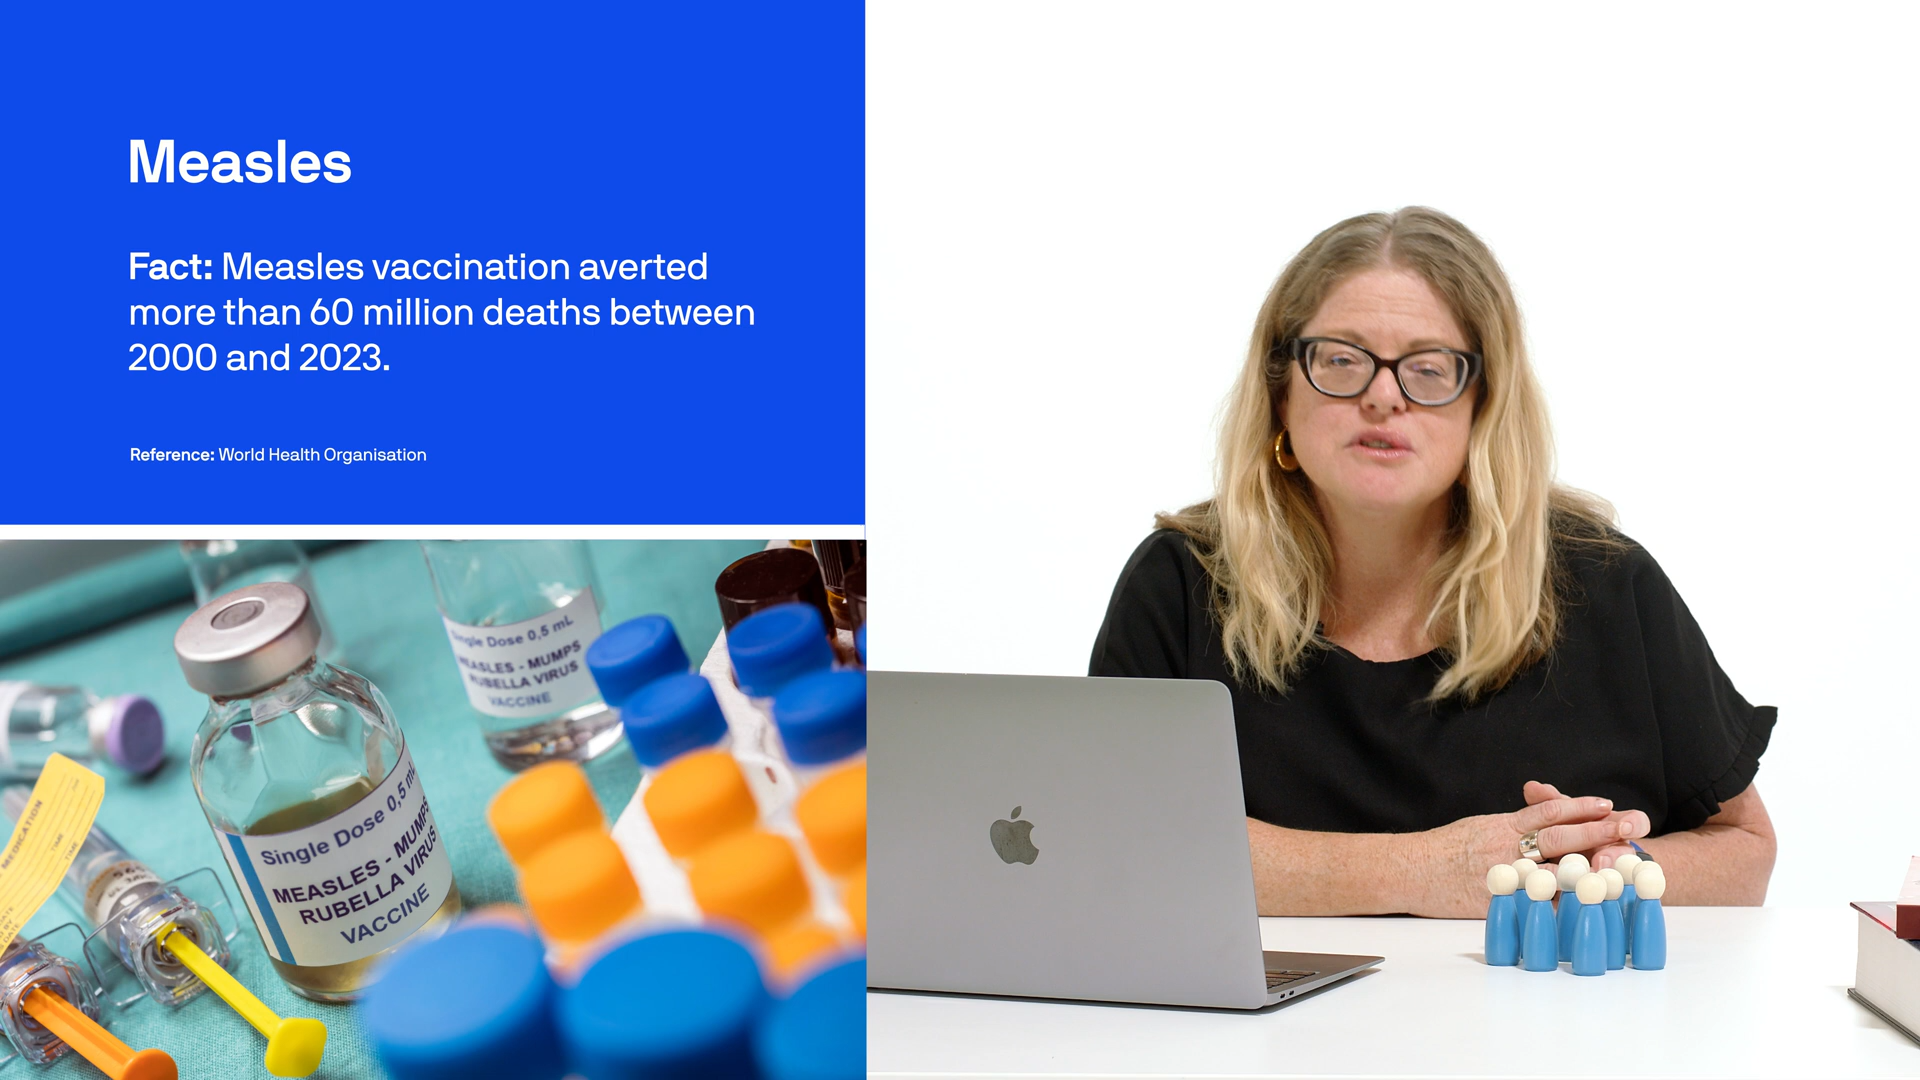 Measles
Fact: Measles vaccination averted
more than 60 million deaths between
2000 and 2023.
Reference: World Health Organisation
Single Dose 0,5 mL
MEASLES - MUMPS
RUBELLA VIRUS
VACCINE
Single Dose 0,5 mL
MEASLES - MUMPS
RUBELLA VIRUS
VACCINE
MEDICATION
TIME